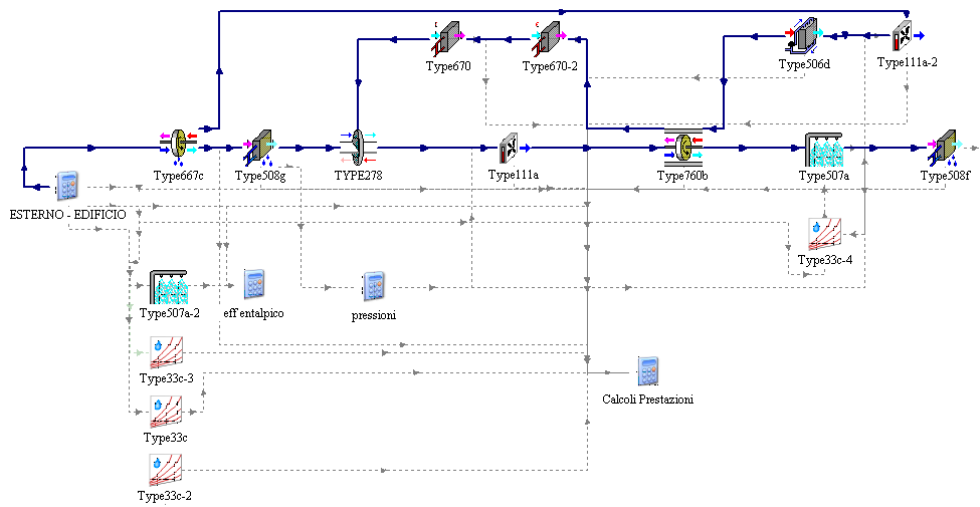 Type670
Type670-2
Type506d
Type111a-2
Type667c
Type508g
TYPE278
Type111a
Type760b
Type507a
Type508f
ESTERNO - EDIFICIO
Type33c-4
Type507a-2
eff entalpico
pressioni
Type33c-3
Type33c
Calcoli Prestazioni
Type33c-2